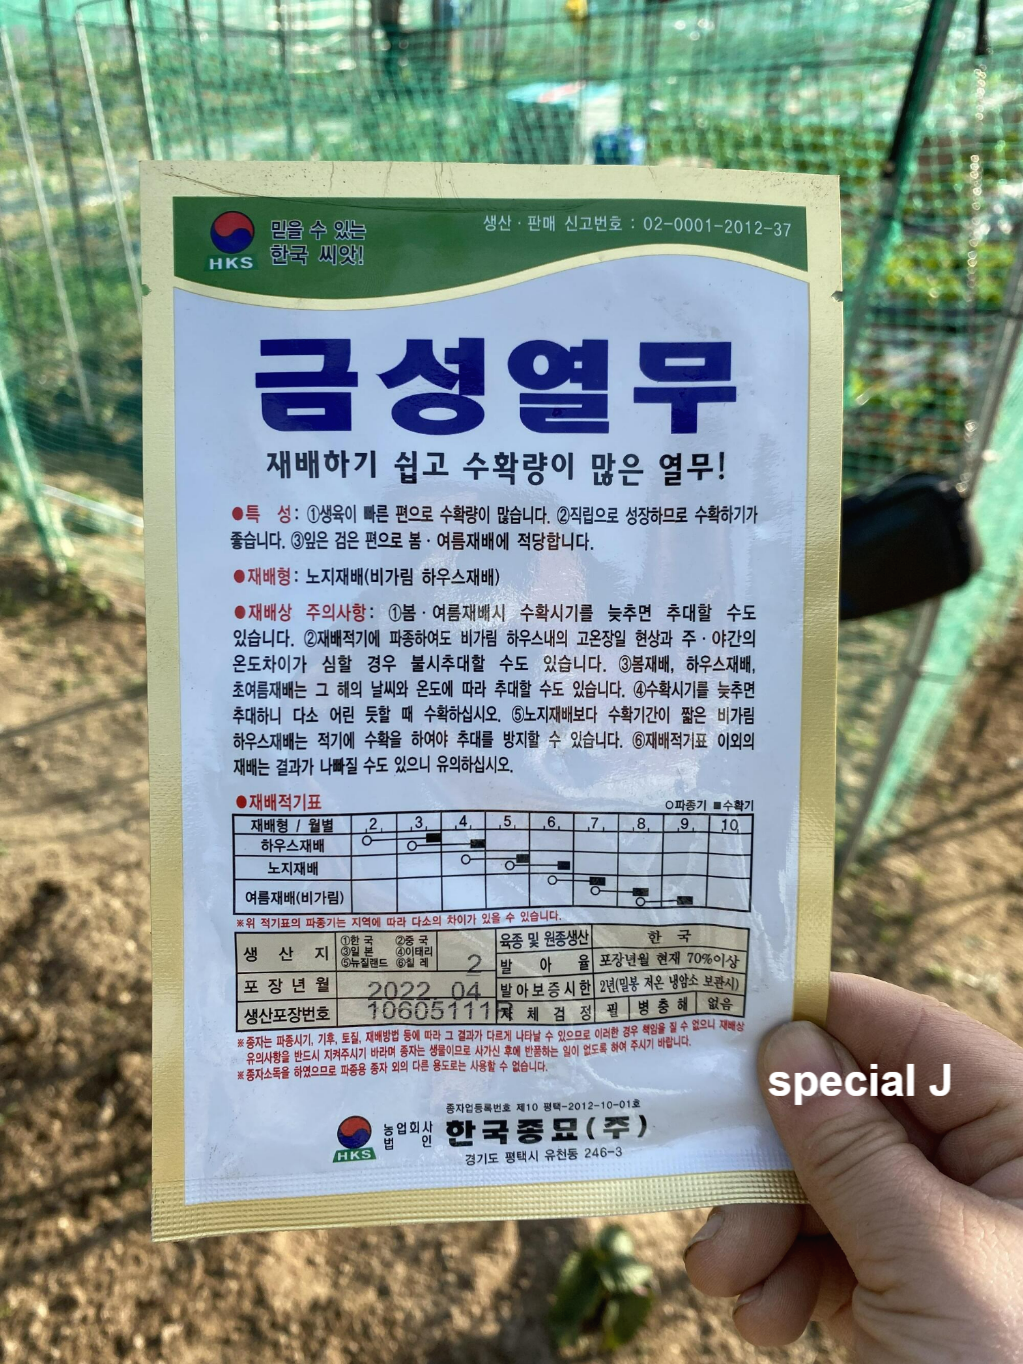 HKS
믿을 수 있는
한국 씨앗!
생산 · 판매 신고번호 : 02-0001-2012-37
금성열무
재배하기 쉽고 수확량이 많은 열무!
●특 성: ①생육이 빠른 편으로 수확량이 많습니다. ②직립으로 성장하므로 수확하기가
좋습니다. ③잎은 검은 편으로 봄 · 여름재배에 적당합니다.
●재배형: 노지재배(비가림 하우스재배)
●재배상 주의사항: ①봄 · 여름재배시 수확시기를 늦추면 추대할 수도
있습니다. ②재배적기에 파종하여도 비가림 하우스내의 고온장일 현상과 주 · 야간의
온도차이가 심할 경우 불시추대할 수도 있습니다. ③봄재배, 하우스재배,
초여름재배는 그 해의 날씨와 온도에 따라 추대할 수도 있습니다. ④수확시기를 늦추면
추대하니 다소 어린 듯할 때 수확하십시오. ⑤노지재배보다 수확기간이 짧은 비가림
하우스재배는 적기에 수확을 하여야 추대를 방지할 수 있습니다. ⑥재배적기표 이외의
재배는 결과가 나빠질 수도 있으니 유의하십시오.
●재배적기표
○파종기 ■수확기
재배형 / 월별 2 3 4 5 6 7 8 9 10
하우스재배
노지재배
여름재배(비가림)
※위 적기표의 파종기는 지역에 따라 다소의 차이가 있을 수 있습니다.
생 산 지 ①한 국 ②중 국 ③일 본 ④이태리 ⑤뉴질랜드 ⑥칠 레 2
육종 및 원종생산 한 국
발 아 율 포장년월 현재 70%이상
포 장 년 월 2022 04
발아보증시한 2년(밀봉 저온 냉암소 보관시)
생산포장번호 106051112
자 체 검 정 필 병 충 해 없음
※종자는 파종시기, 기후, 토질, 재배방법 등에 따라 그 결과가 다르게 나타날 수 있으므로 이러한 경우 책임을 질 수 없으니 재배상
유의사항을 반드시 지켜주시기 바라며 종자는 생물이므로 사가신 후에 반품하는 일이 없도록 하여 주시기 바랍니다.
※종자소독을 하였으므로 파종용 종자 외의 다른 용도로는 사용할 수 없습니다.
special J
종자업등록번호 제10 평택-2012-10-01호
HKS
농업회사
법 인
한국종묘(주)
경기도 평택시 유천동 246-3